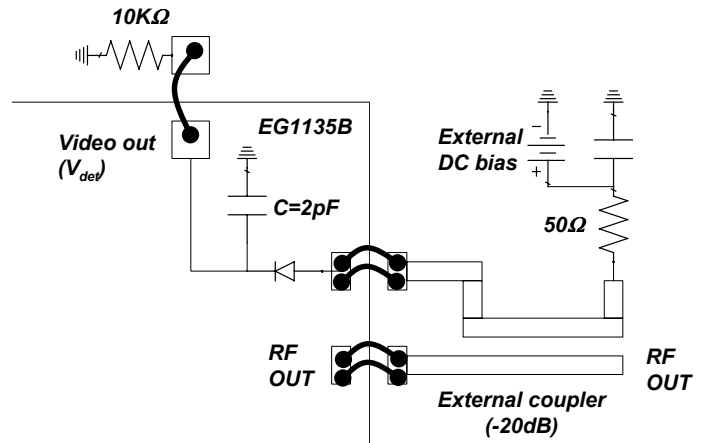 10KΩ
Video out
(Vdet)
EG1135B
C=2pF
External
DC bias
-
+
50Ω
RF
OUT
RF
OUT
External coupler
(-20dB)